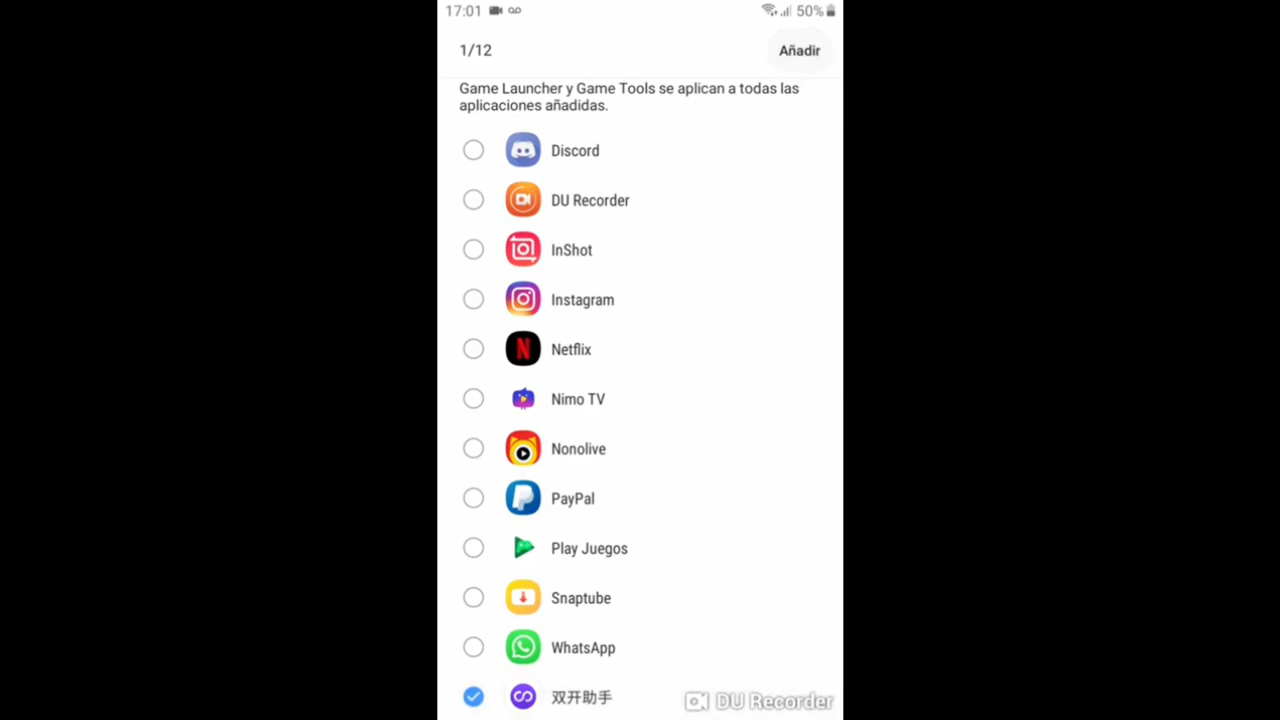 17:01 50%
1/12 Añadir
Game Launcher y Game Tools se aplican a todas las
aplicaciones añadidas.
Discord
DU Recorder
InShot
Instagram
Netflix
Nimo TV
Nonolive
PayPal
Play Juegos
Snaptube
WhatsApp
双开助手
DU Recorder